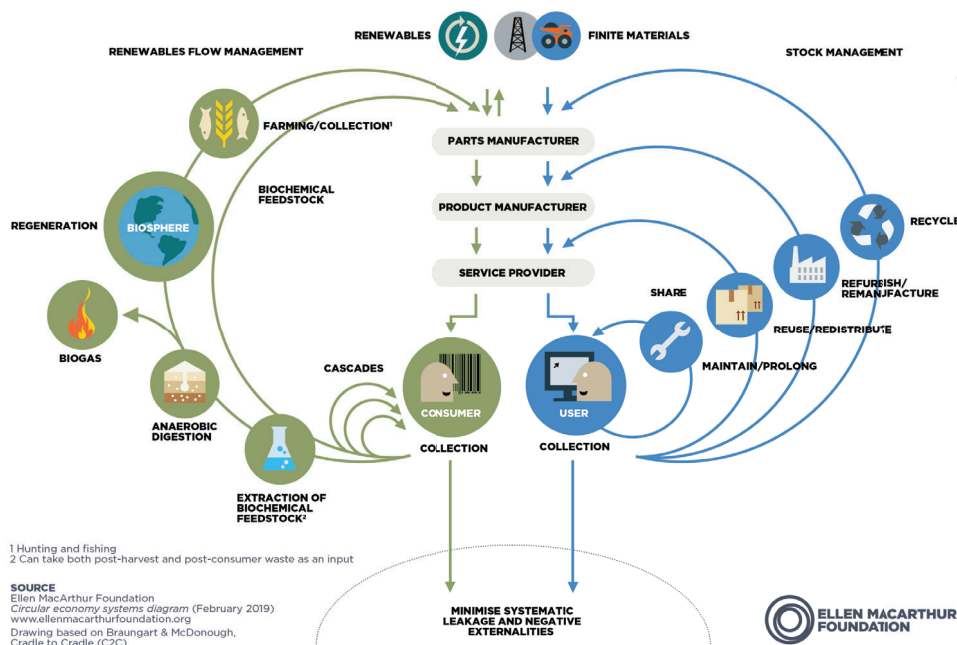 RENEWABLES
FINITE MATERIALS
RENEWABLES FLOW MANAGEMENT
STOCK MANAGEMENT
FARMING/COLLECTION¹
PARTS MANUFACTURER
BIOCHEMICAL
FEEDSTOCK
PRODUCT MANUFACTURER
REGENERATION
BIOSPHERE
RECYCLE
SERVICE PROVIDER
SHARE
REFURBISH/
REMANUFACTURE
REUSE/REDISTRIBUTE
BIOGAS
MAINTAIN/PROLONG
CASCADES
CONSUMER
USER
ANAEROBIC
DIGESTION
COLLECTION
COLLECTION
EXTRACTION OF
BIOCHEMICAL
FEEDSTOCK²
1 Hunting and fishing
2 Can take both post-harvest and post-consumer waste as an input
SOURCE
Ellen MacArthur Foundation
Circular economy systems diagram (February 2019)
www.ellenmacarthurfoundation.org
Drawing based on Braungart & McDonough,
Cradle to Cradle (C2C)
MINIMISE SYSTEMATIC
LEAKAGE AND NEGATIVE
EXTERNALITIES
ELLEN MACARTHUR
FOUNDATION